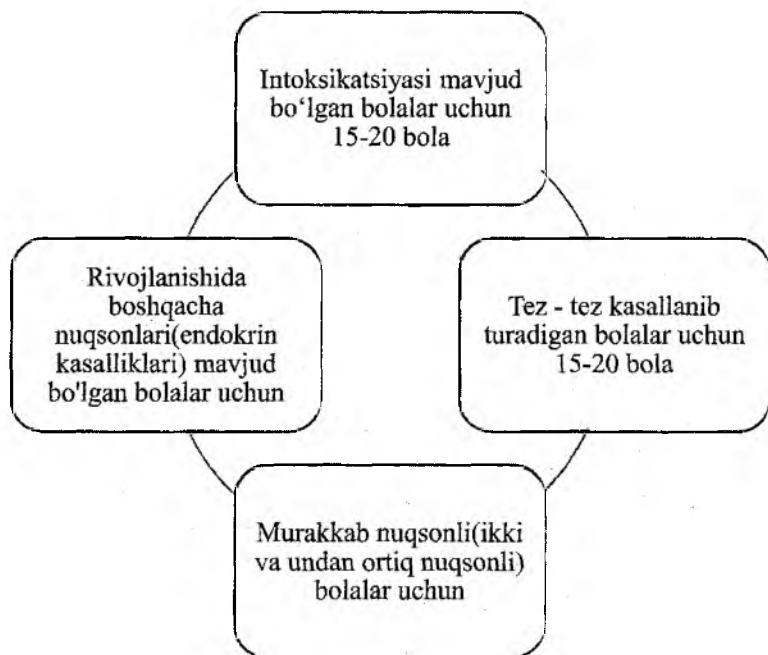 Intoksikatsiyasi mavjud
bo‘lgan bolalar uchun
15-20 bola
Rivojlanishida
boshqacha
nuqsonlari(endokrin
kasalliklari) mavjud
bo'lgan bolalar uchun
Tez - tez kasallanib
turadigan bolalar uchun
15-20 bola
Murakkab nuqsonli(ikki
va undan ortiq nuqsonli)
bolalar uchun